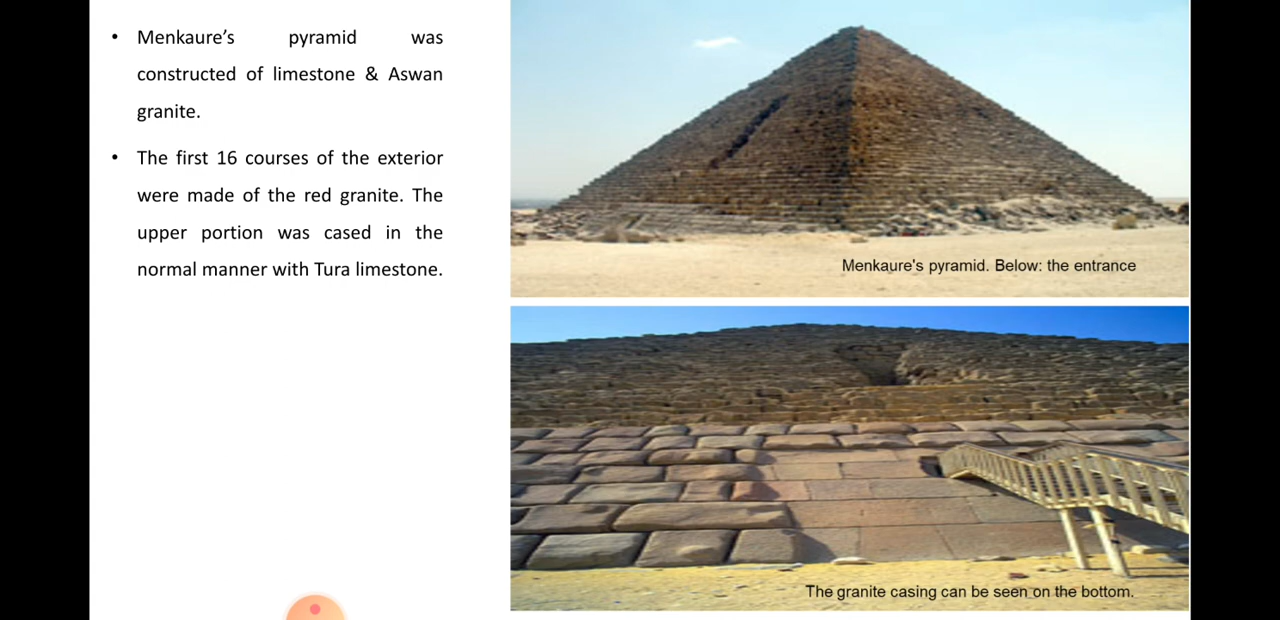 • Menkaure’s pyramid was
constructed of limestone & Aswan
granite.
• The first 16 courses of the exterior
were made of the red granite. The
upper portion was cased in the
normal manner with Tura limestone.
Menkaure's pyramid. Below: the entrance
The granite casing can be seen on the bottom.